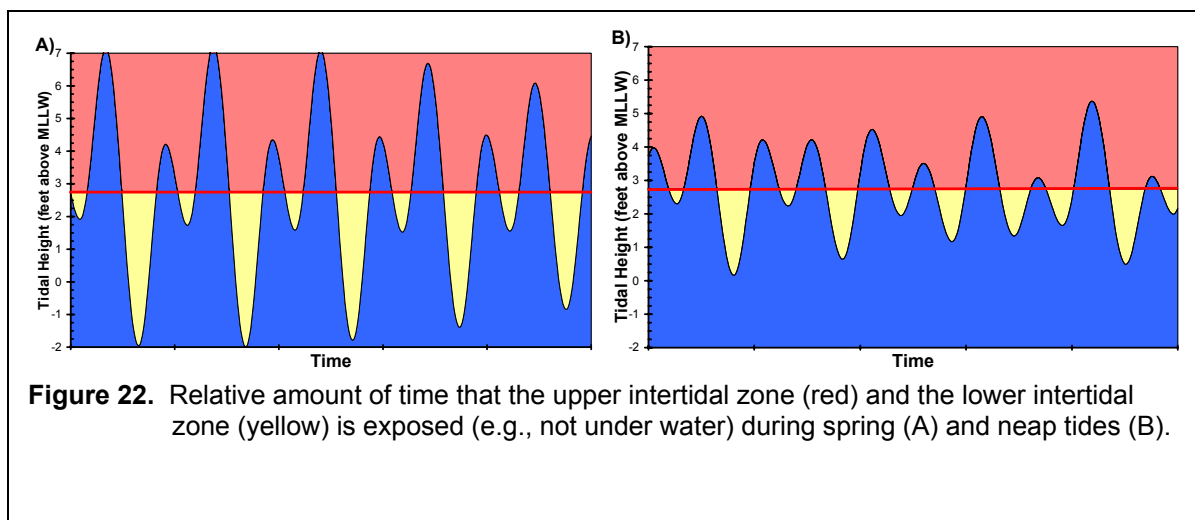 A)
7
6
5
4
3
2
1
0
-1
-2
Tidal Height (feet above MLLW)
Time
B)
7
6
5
4
3
2
1
0
-1
-2
Tidal Height (feet above MLLW)
Time
Figure 22. Relative amount of time that the upper intertidal zone (red) and the lower intertidal
zone (yellow) is exposed (e.g., not under water) during spring (A) and neap tides (B).